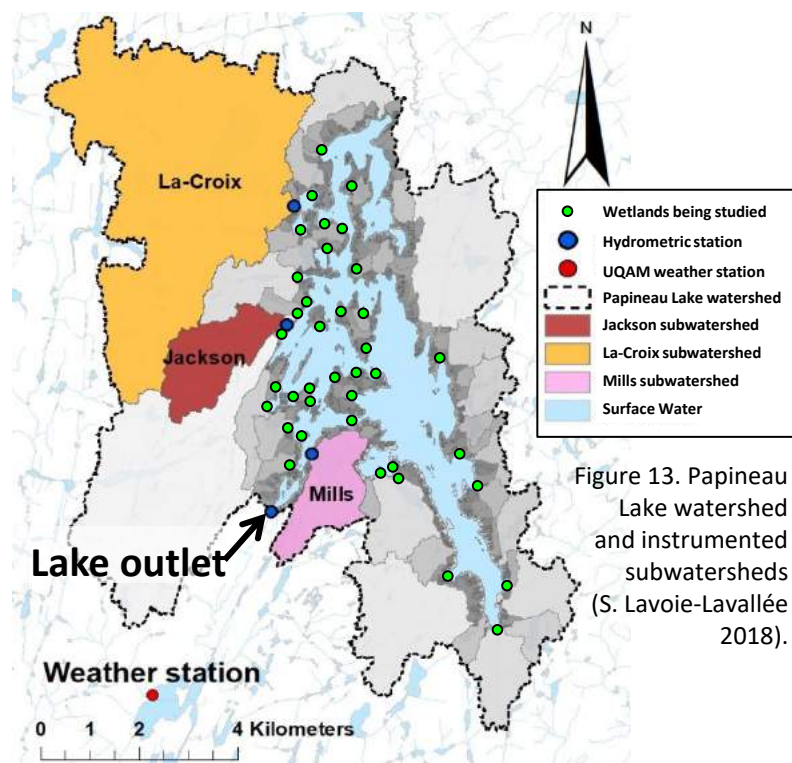 N
La-Croix
Jackson
Mills
Lake outlet
Weather station
0 1 2 4 Kilometers
Wetlands being studied
Hydrometric station
UQAM weather station
Papineau Lake watershed
Jackson subwatershed
La-Croix subwatershed
Mills subwatershed
Surface Water
Figure 13. Papineau
Lake watershed
and instrumented
subwatersheds
(S. Lavoie-Lavallée
2018).